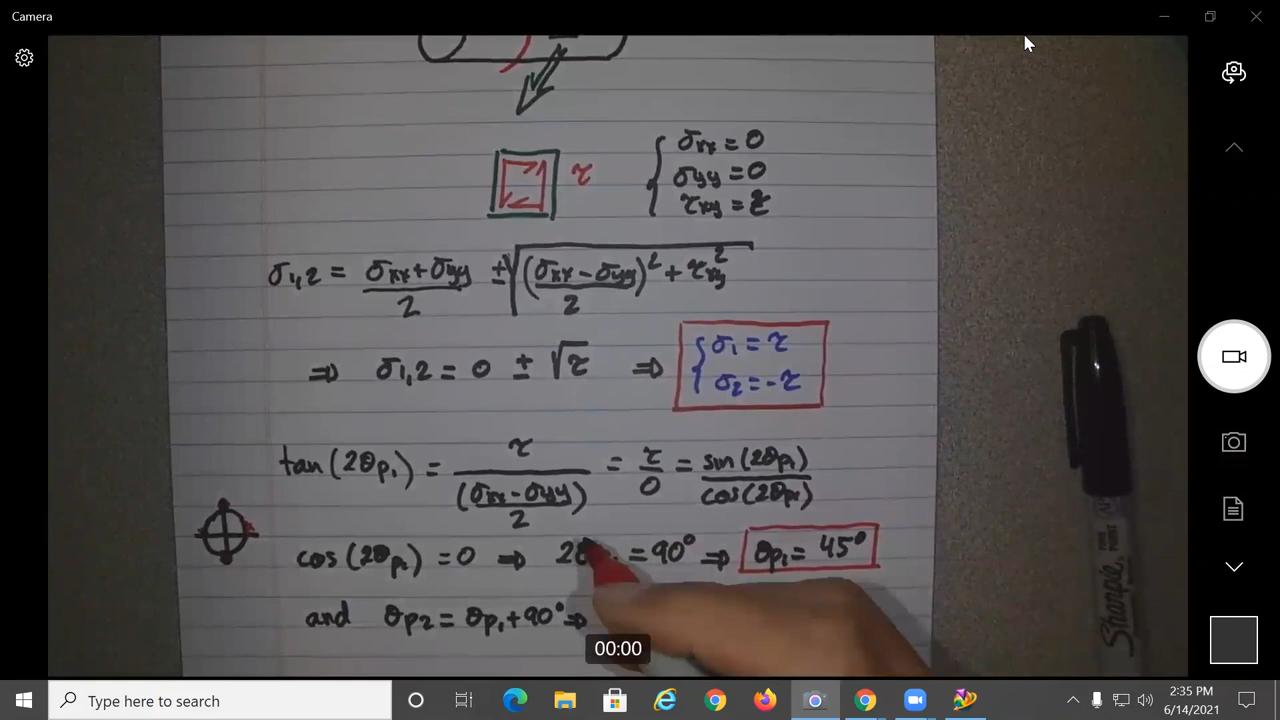 Camera
τ
σxx = 0
σyy = 0
τxy = τ
σ1,2 = (σxx + σyy)/2 ± √((σxx - σyy)/2)² + τxy²
⇒ σ1,2 = 0 ± √τ ⇒ { σ1 = τ
σ2 = -τ
tan(2θp1) = τ/((σxx - σyy)/2) = τ/0 = sin(2θp1)/cos(2θp1)
cos(2θp1) = 0 ⇒ = 90° ⇒ θp1 = 45°
and θp2 = θp1 + 90° ⇒
00:00
Sharpie
Type here to search
2:35 PM
6/14/2021